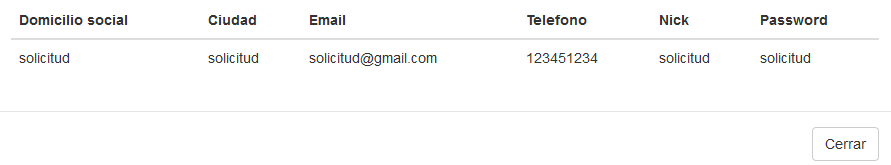 Domicilio social Ciudad Email Telefono Nick Password
solicitud solicitud solicitud@gmail.com 123451234 solicitud solicitud
Cerrar